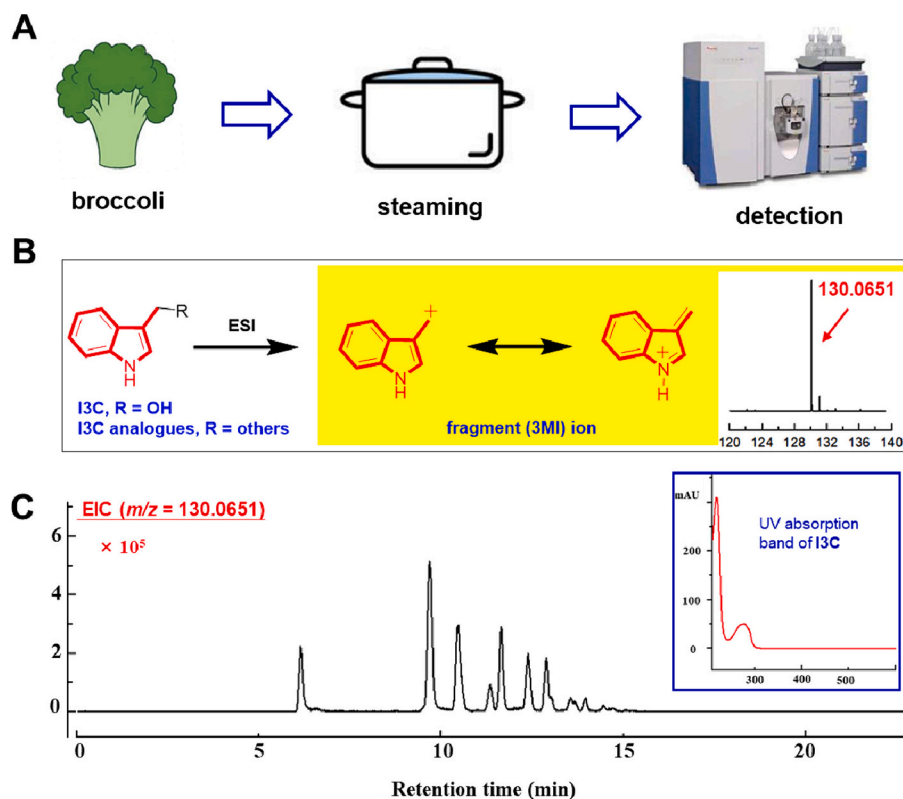 A
broccoli
steaming
detection
B
R
N
H
I3C, R = OH
I3C analogues, R = others
ESI
+
N
H
+
N
H
fragment (3MI) ion
130.0651
120 124 128 130 132 136 140
C
EIC (m/z = 130.0651)
× 10⁵
6
4
2
0
0 5 10 15 20
Retention time (min)
mAU
200
100
0
300 400 500
UV absorption
band of I3C